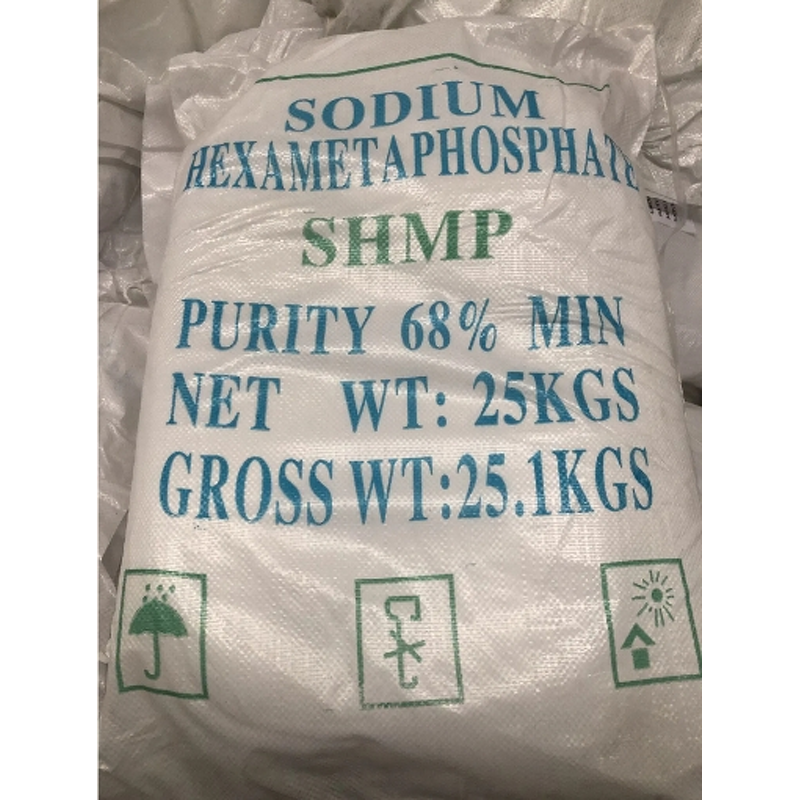 SODIUM
HEXAMETAPHOSPHATE
SHMP
PURITY 68% MIN
NET WT: 25KGS
GROSS WT:25.1KGS